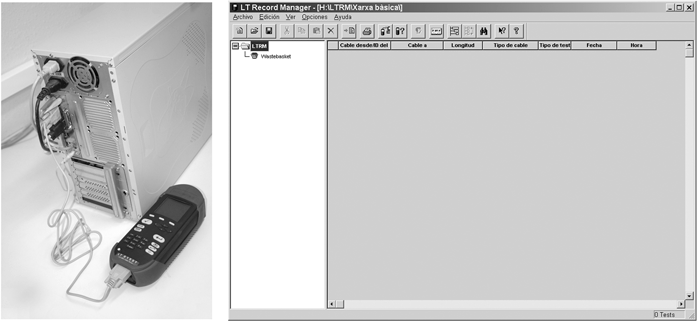 LT Record Manager - [H:\LTRM\Xarxa bàsica\]
Archivo Edición Ver Opciones Ayuda
Cable desde/ID del Cable a Longitud Tipo de cable Tipo de test Fecha Hora
LTRM
Wastebasket
0 Tests